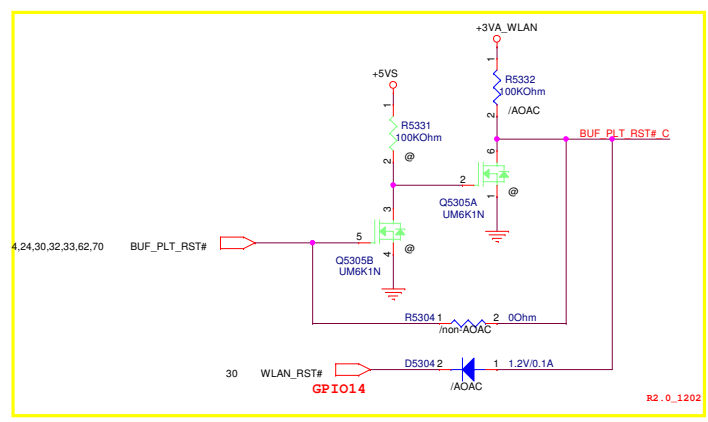 +3VA_WLAN
1
R5332
100KOhm
/AOAC
2
+5VS
1
R5331
100KOhm
2
@
BUF_PLT_RST#_C
6
2
1
@
Q5305A
UM6K1N
3
5
4
@
Q5305B
UM6K1N
4,24,30,32,33,62,70 BUF_PLT_RST#
R5304 1 2 0Ohm
/non-AOAC
D5304 2 1 1.2V/0.1A
/AOAC
30 WLAN_RST#
GPIO14
R2.0_1202